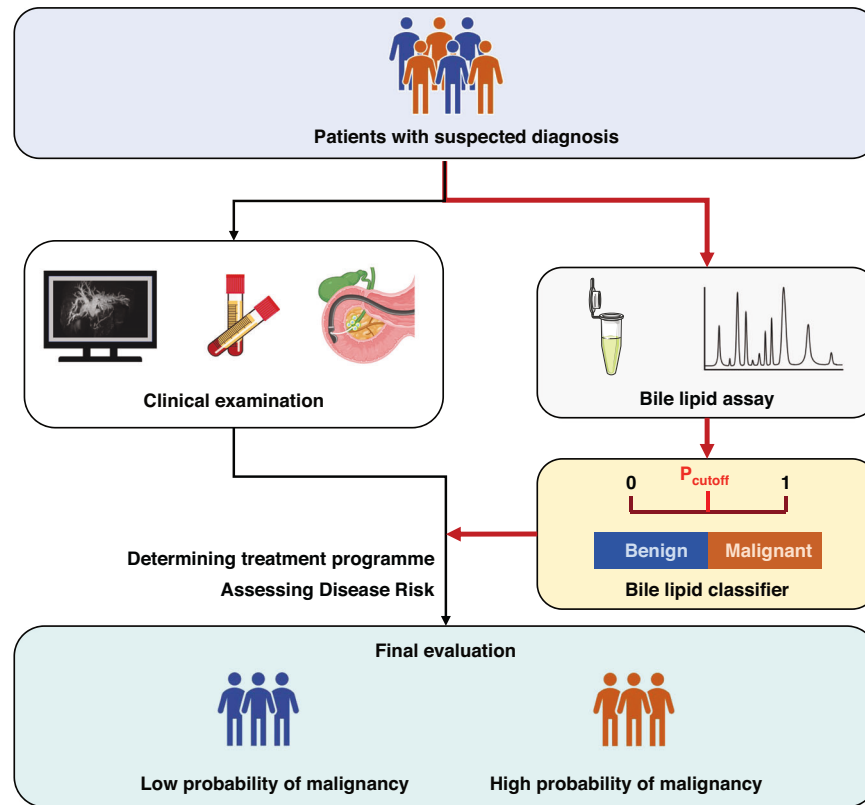 Patients with suspected diagnosis
Clinical examination
Bile lipid assay
0
P_cutoff
1
Benign
Malignant
Bile lipid classifier
Determining treatment programme
Assessing Disease Risk
Final evaluation
Low probability of malignancy
High probability of malignancy